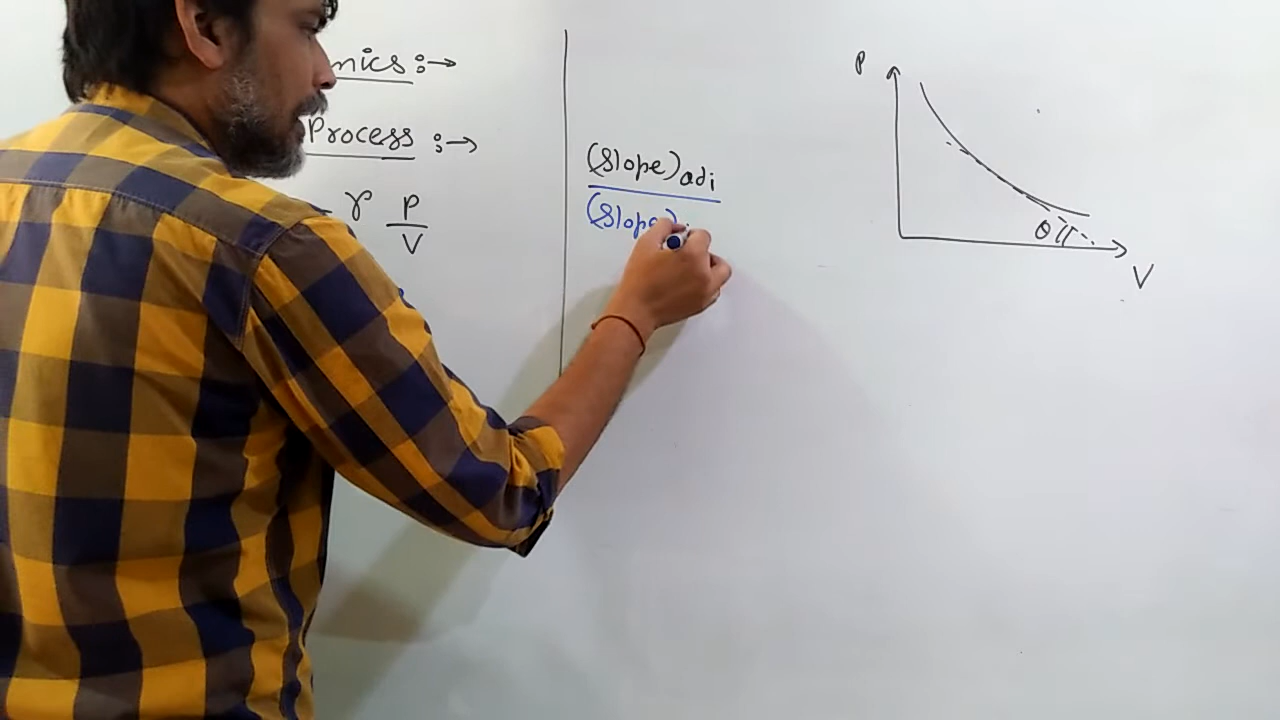 mics :→
Process :→
γ P
V
(Slope)adi
(Slope)
P
θ
V